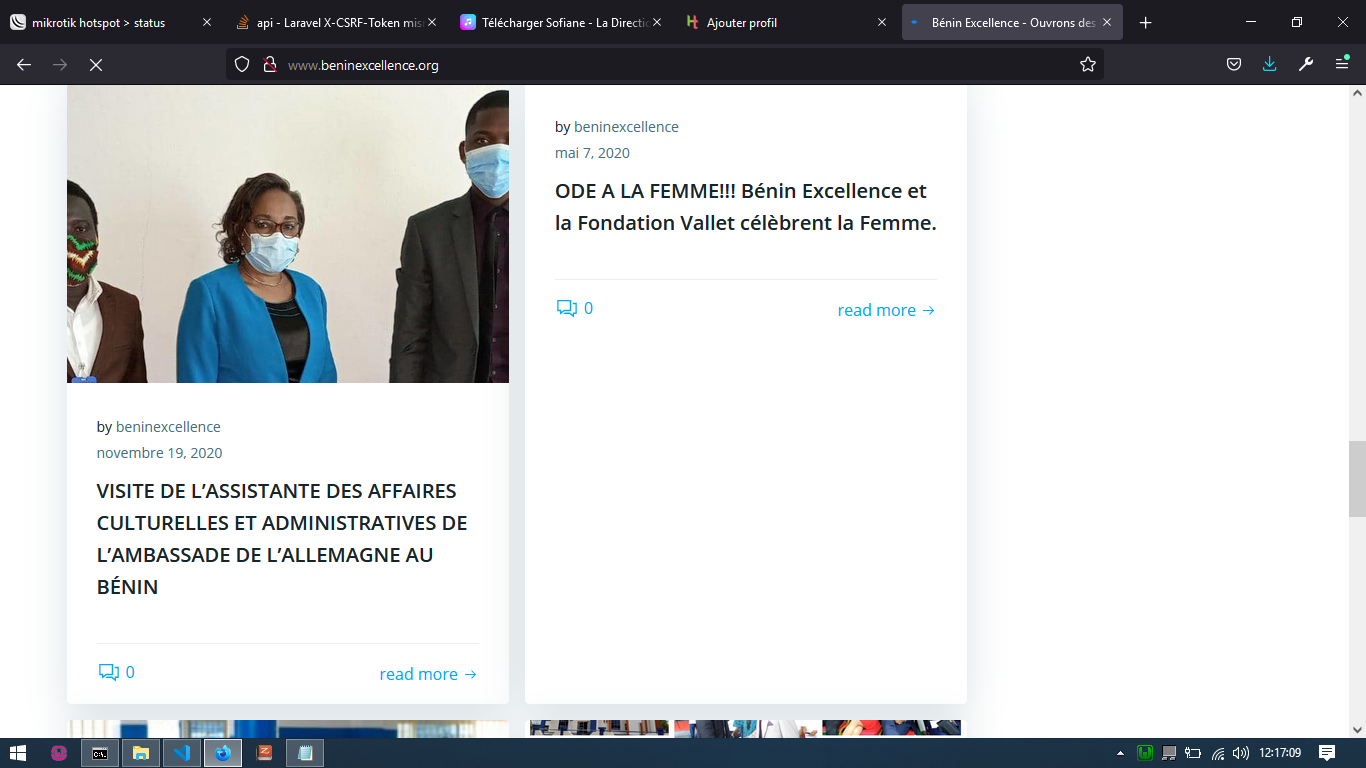 mikrotik hotspot > status
api - Laravel X-CSRF-Token mis
Télécharger Sofiane - La Directio
Ajouter profil
Bénin Excellence - Ouvrons des
www.beninexcellence.org
by beninexcellence
novembre 19, 2020
VISITE DE L’ASSISTANTE DES AFFAIRES
CULTURELLES ET ADMINISTRATIVES DE
L’AMBASSADE DE L’ALLEMAGNE AU
BÉNIN
0
read more →
by beninexcellence
mai 7, 2020
ODE A LA FEMME!!! Bénin Excellence et
la Fondation Vallet célèbrent la Femme.
0
read more →
12:17:09